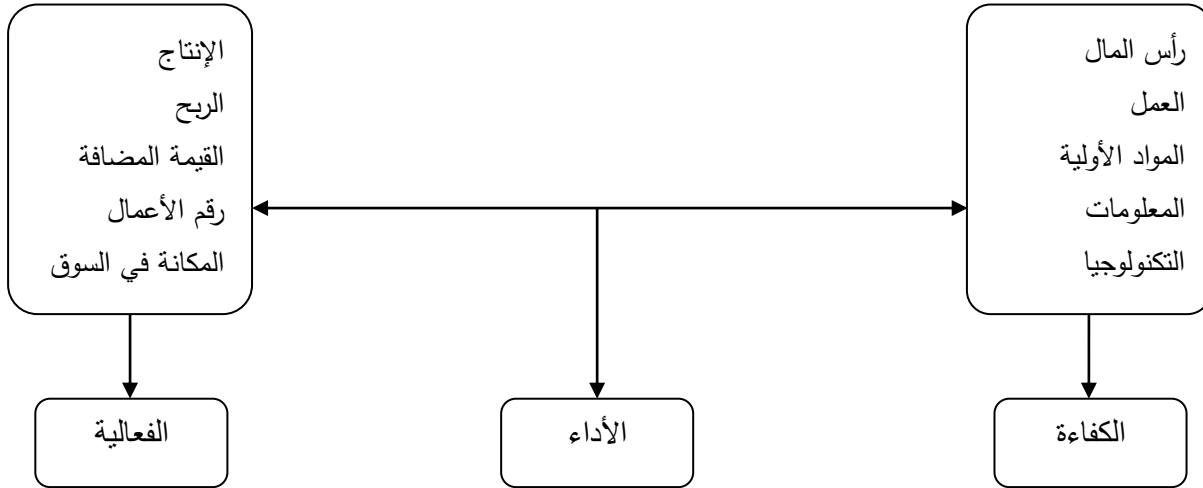 رأس المال
العمل
المواد الأولية
المعلومات
التكنولوجيا
الإنتاج
الربح
القيمة المضافة
رقم الأعمال
المكانة في السوق
الكفاءة
الأداء
الفعالية